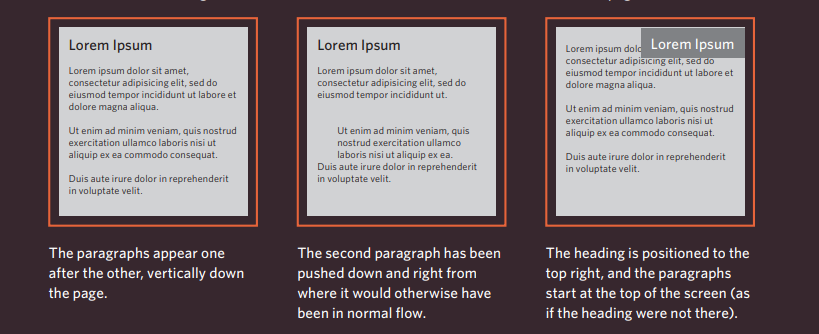 Lorem Ipsum
Lorem ipsum dolor sit amet,
consectetur adipisicing elit, sed do
eiusmod tempor incididunt ut labore et
dolore magna aliqua.
Ut enim ad minim veniam, quis nostrud
exercitation ullamco laboris nisi ut
aliquip ex ea commodo consequat.
Duis aute irure dolor in reprehenderit
in voluptate velit.
The paragraphs appear one
after the other, vertically down
the page.
Lorem Ipsum
Lorem ipsum dolor sit amet,
consectetur adipisicing elit, sed do
eiusmod tempor incididunt ut.
Ut enim ad minim veniam, quis
nostrud exercitation ullamco
laboris nisi ut aliquip ex ea.
Duis aute irure dolor in reprehenderit
in voluptate velit.
The second paragraph has been
pushed down and right from
where it would otherwise have
been in normal flow.
Lorem Ipsum
Lorem ipsum dolo
consectetur adipisicing elit, sed do
eiusmod tempor incididunt ut labore et
dolore magna aliqua.
Ut enim ad minim veniam, quis nostrud
exercitation ullamco laboris nisi ut
aliquip ex ea commodo consequat.
Duis aute irure dolor in reprehenderit
in voluptate velit.
The heading is positioned to the
top right, and the paragraphs
start at the top of the screen (as
if the heading were not there).